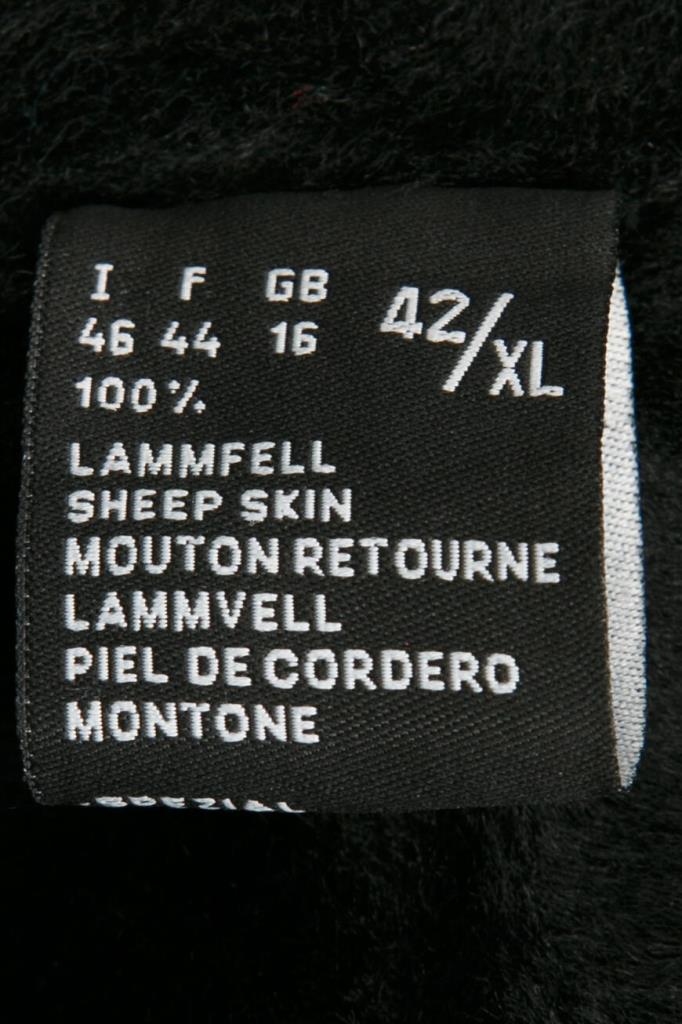 I F GB
46 44 16 42/XL
100%
LAMMFELL
SHEEP SKIN
MOUTON RETOURNE
LAMMVELL
PIEL DE CORDERO
MONTONE